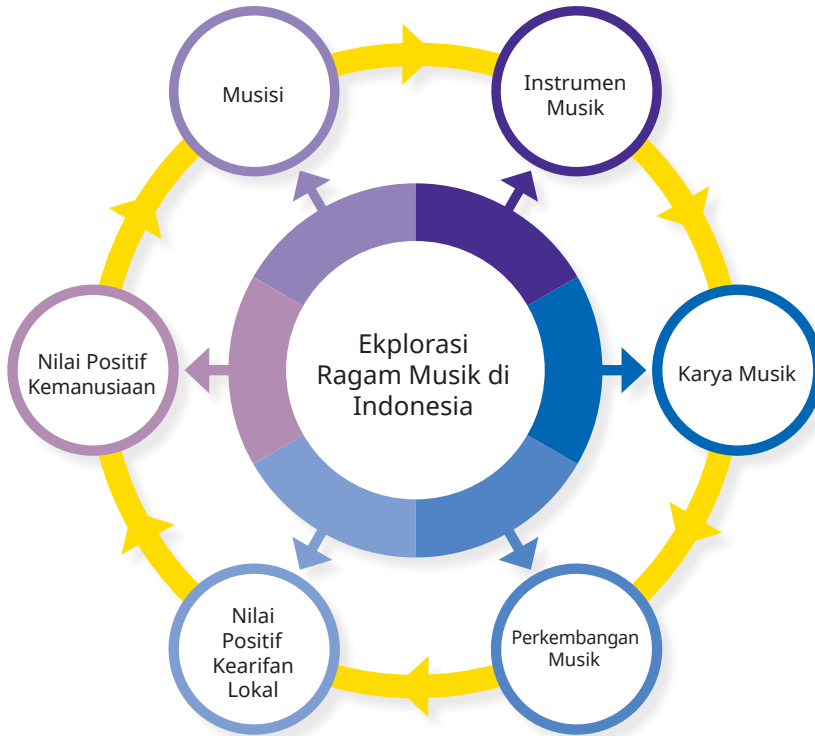 Musisi
Instrumen
Musik
Ekplorasi
Ragam Musik di
Indonesia
Nilai Positif
Kemanusiaan
Karya Musik
Nilai
Positif
Kearifan
Lokal
Perkembangan
Musik